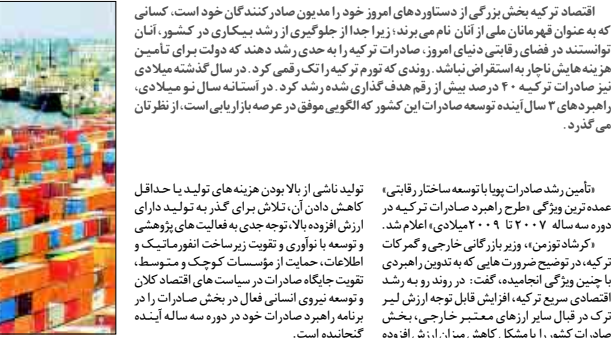 اقتصاد ترکیه بخش بزرگی از دستاوردهای امروز خود را مدیون صادرکنندگان خود است، کسانی
که به عنوان قهرمانان ملی از آنان نام می‌برند؛ زیرا جدا از جلوگیری از رشد بیکاری در کشور، آنان
توانستند در فضای رقابتی دنیای امروز، صادرات ترکیه را به حدی رشد دهند که دولت برای تأمین
هزینه‌هایش ناچار به استقراض نباشد. روندی که تورم ترکیه را تک رقمی کرد. در سال گذشته میلادی
نیز صادرات ترکیه ۴۰ درصد بیش از رقم هدف گذاری شده رشد کرد. در آستانه سال نو میلادی،
راهبردهای ۳ سال آینده توسعه صادرات این کشور که الگویی موفق در عرصه بازاریابی است، از نظرتان
می‌گذرد.
«تأمین رشد صادرات پویا با توسعه ساختار رقابتی»
عمده ترین ویژگی «طرح راهبرد صادرات ترکیه در
دوره سه ساله ۲۰۰۷ تا ۲۰۰۹ میلادی» اعلام شد.
«کرشاد توزمن»، وزیر بازرگانی خارجی و گمرکات
ترکیه، در توضیح ضرورت هایی که به تدوین راهبردی
با چنین ویژگی انجامیده، گفت: در روند رو به رشد
اقتصادی سریع ترکیه، افزایش قابل توجه ارزش لیر
ترک در قبال سایر ارزهای معتبر خارجی، بخش
صادرات کشور را با مشکل کاهش میزان ارزش افزوده
تولید ناشی از بالا بودن هزینه های تولید یا حداقل
کاهش دادن آن، تلاش برای گذر به تولید دارای
ارزش افزوده بالا، توجه جدی به فعالیت های پژوهشی
و توسعه با نوآوری و تقویت زیرساخت انفورماتیک و
اطلاعات، حمایت از مؤسسات کوچک و متوسط،
تقویت جایگاه صادرات در سیاست های اقتصاد کلان
و توسعه نیروی انسانی فعال در بخش صادرات را در
برنامه راهبرد صادرات خود در دوره سه ساله آینده
گنجانیده است.